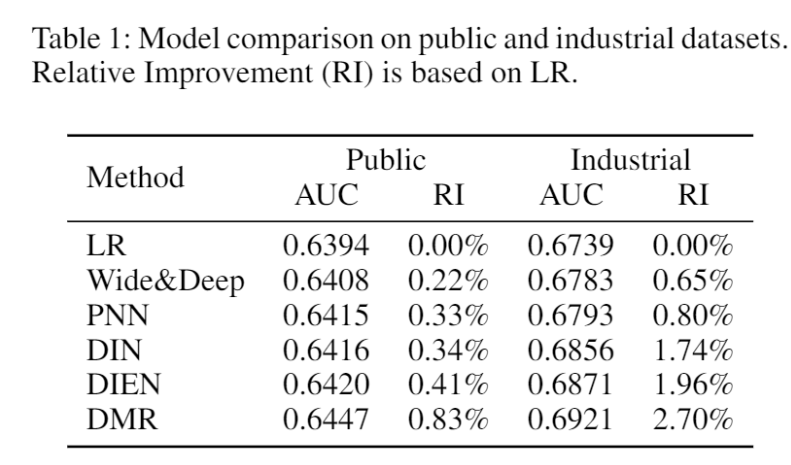 Table 1: Model comparison on public and industrial datasets.
Relative Improvement (RI) is based on LR.
Method Public Industrial
AUC RI AUC RI
LR 0.6394 0.00% 0.6739 0.00%
Wide&Deep 0.6408 0.22% 0.6783 0.65%
PNN 0.6415 0.33% 0.6793 0.80%
DIN 0.6416 0.34% 0.6856 1.74%
DIEN 0.6420 0.41% 0.6871 1.96%
DMR 0.6447 0.83% 0.6921 2.70%